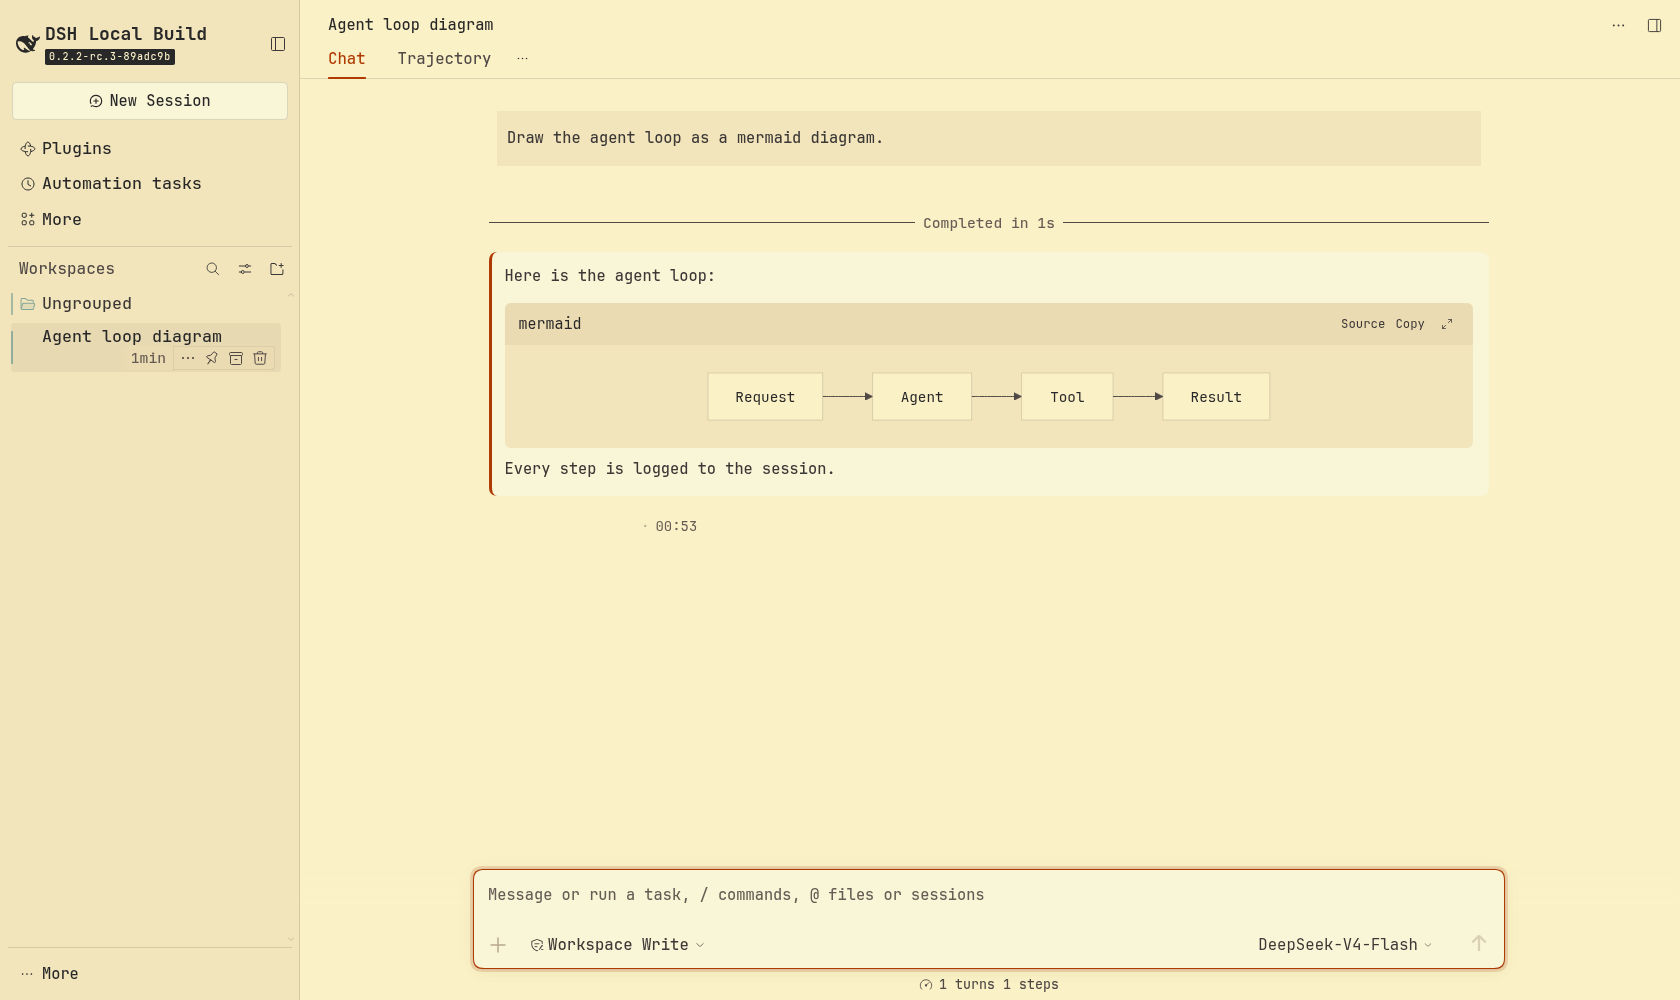 DSH Local Build
0.2.2-rc.3-89adc9b
New Session
Plugins
Automation tasks
More
Workspaces
Ungrouped
Agent loop diagram
1min
More
Agent loop diagram
Chat
Trajectory
Draw the agent loop as a mermaid diagram.
Completed in 1s
Here is the agent loop:
mermaid
Source Copy
Request
Agent
Tool
Result
Every step is logged to the session.
· 00:53
Message or run a task, / commands, @ files or sessions
Workspace Write
DeepSeek-V4-Flash
1 turns 1 steps